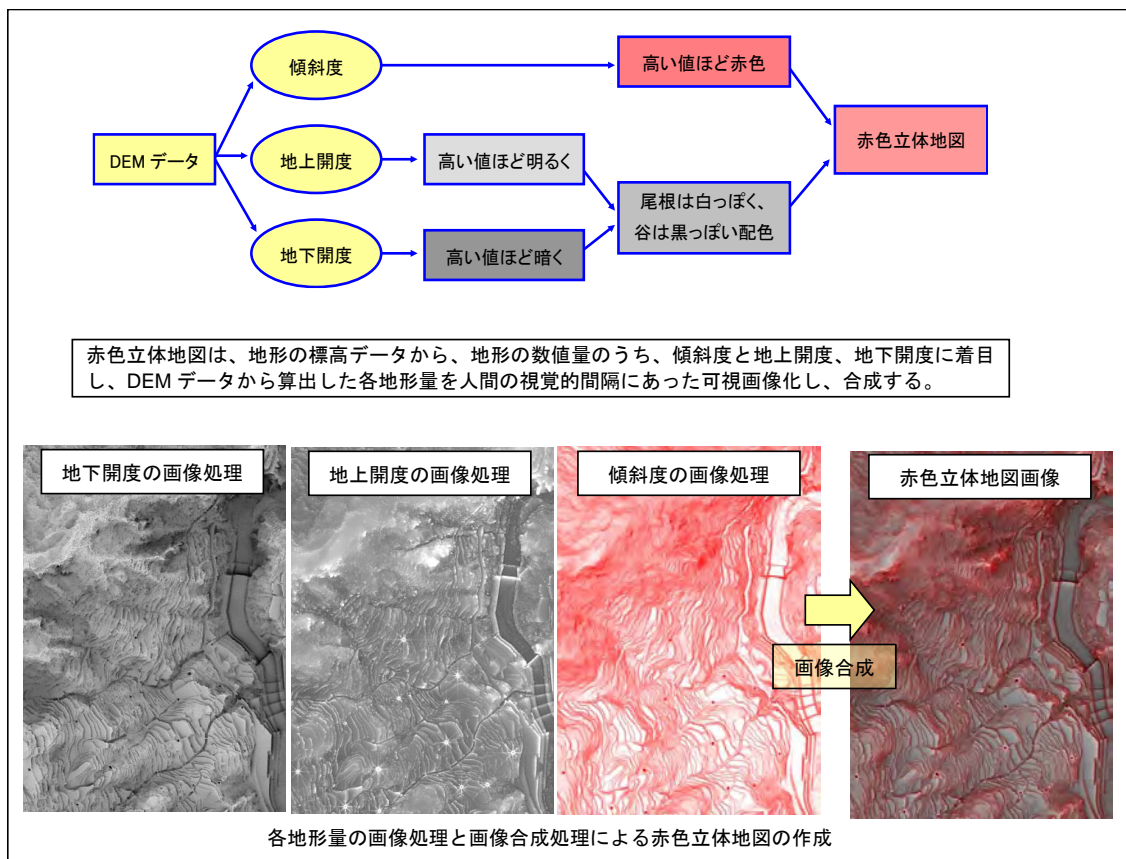 傾斜度
高い値ほど赤色
DEM データ
地上開度
高い値ほど明るく
赤色立体地図
尾根は白っぽく、
谷は黒っぽい配色
地下開度
高い値ほど暗く
赤色立体地図は、地形の標高データから、地形の数値量のうち、傾斜度と地上開度、地下開度に着目
し、DEM データから算出した各地形量を人間の視覚的間隔にあった可視画像化し、合成する。
地下開度の画像処理
地上開度の画像処理
傾斜度の画像処理
赤色立体地図画像
画像合成
各地形量の画像処理と画像合成処理による赤色立体地図の作成